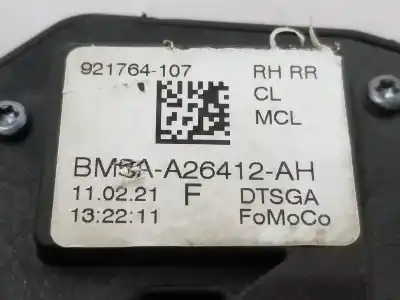 921764-107 RH RR
CL
MCL
BM5A-A26412-AH
11.02.21 F DTSGA
13:22:11 FoMoCo